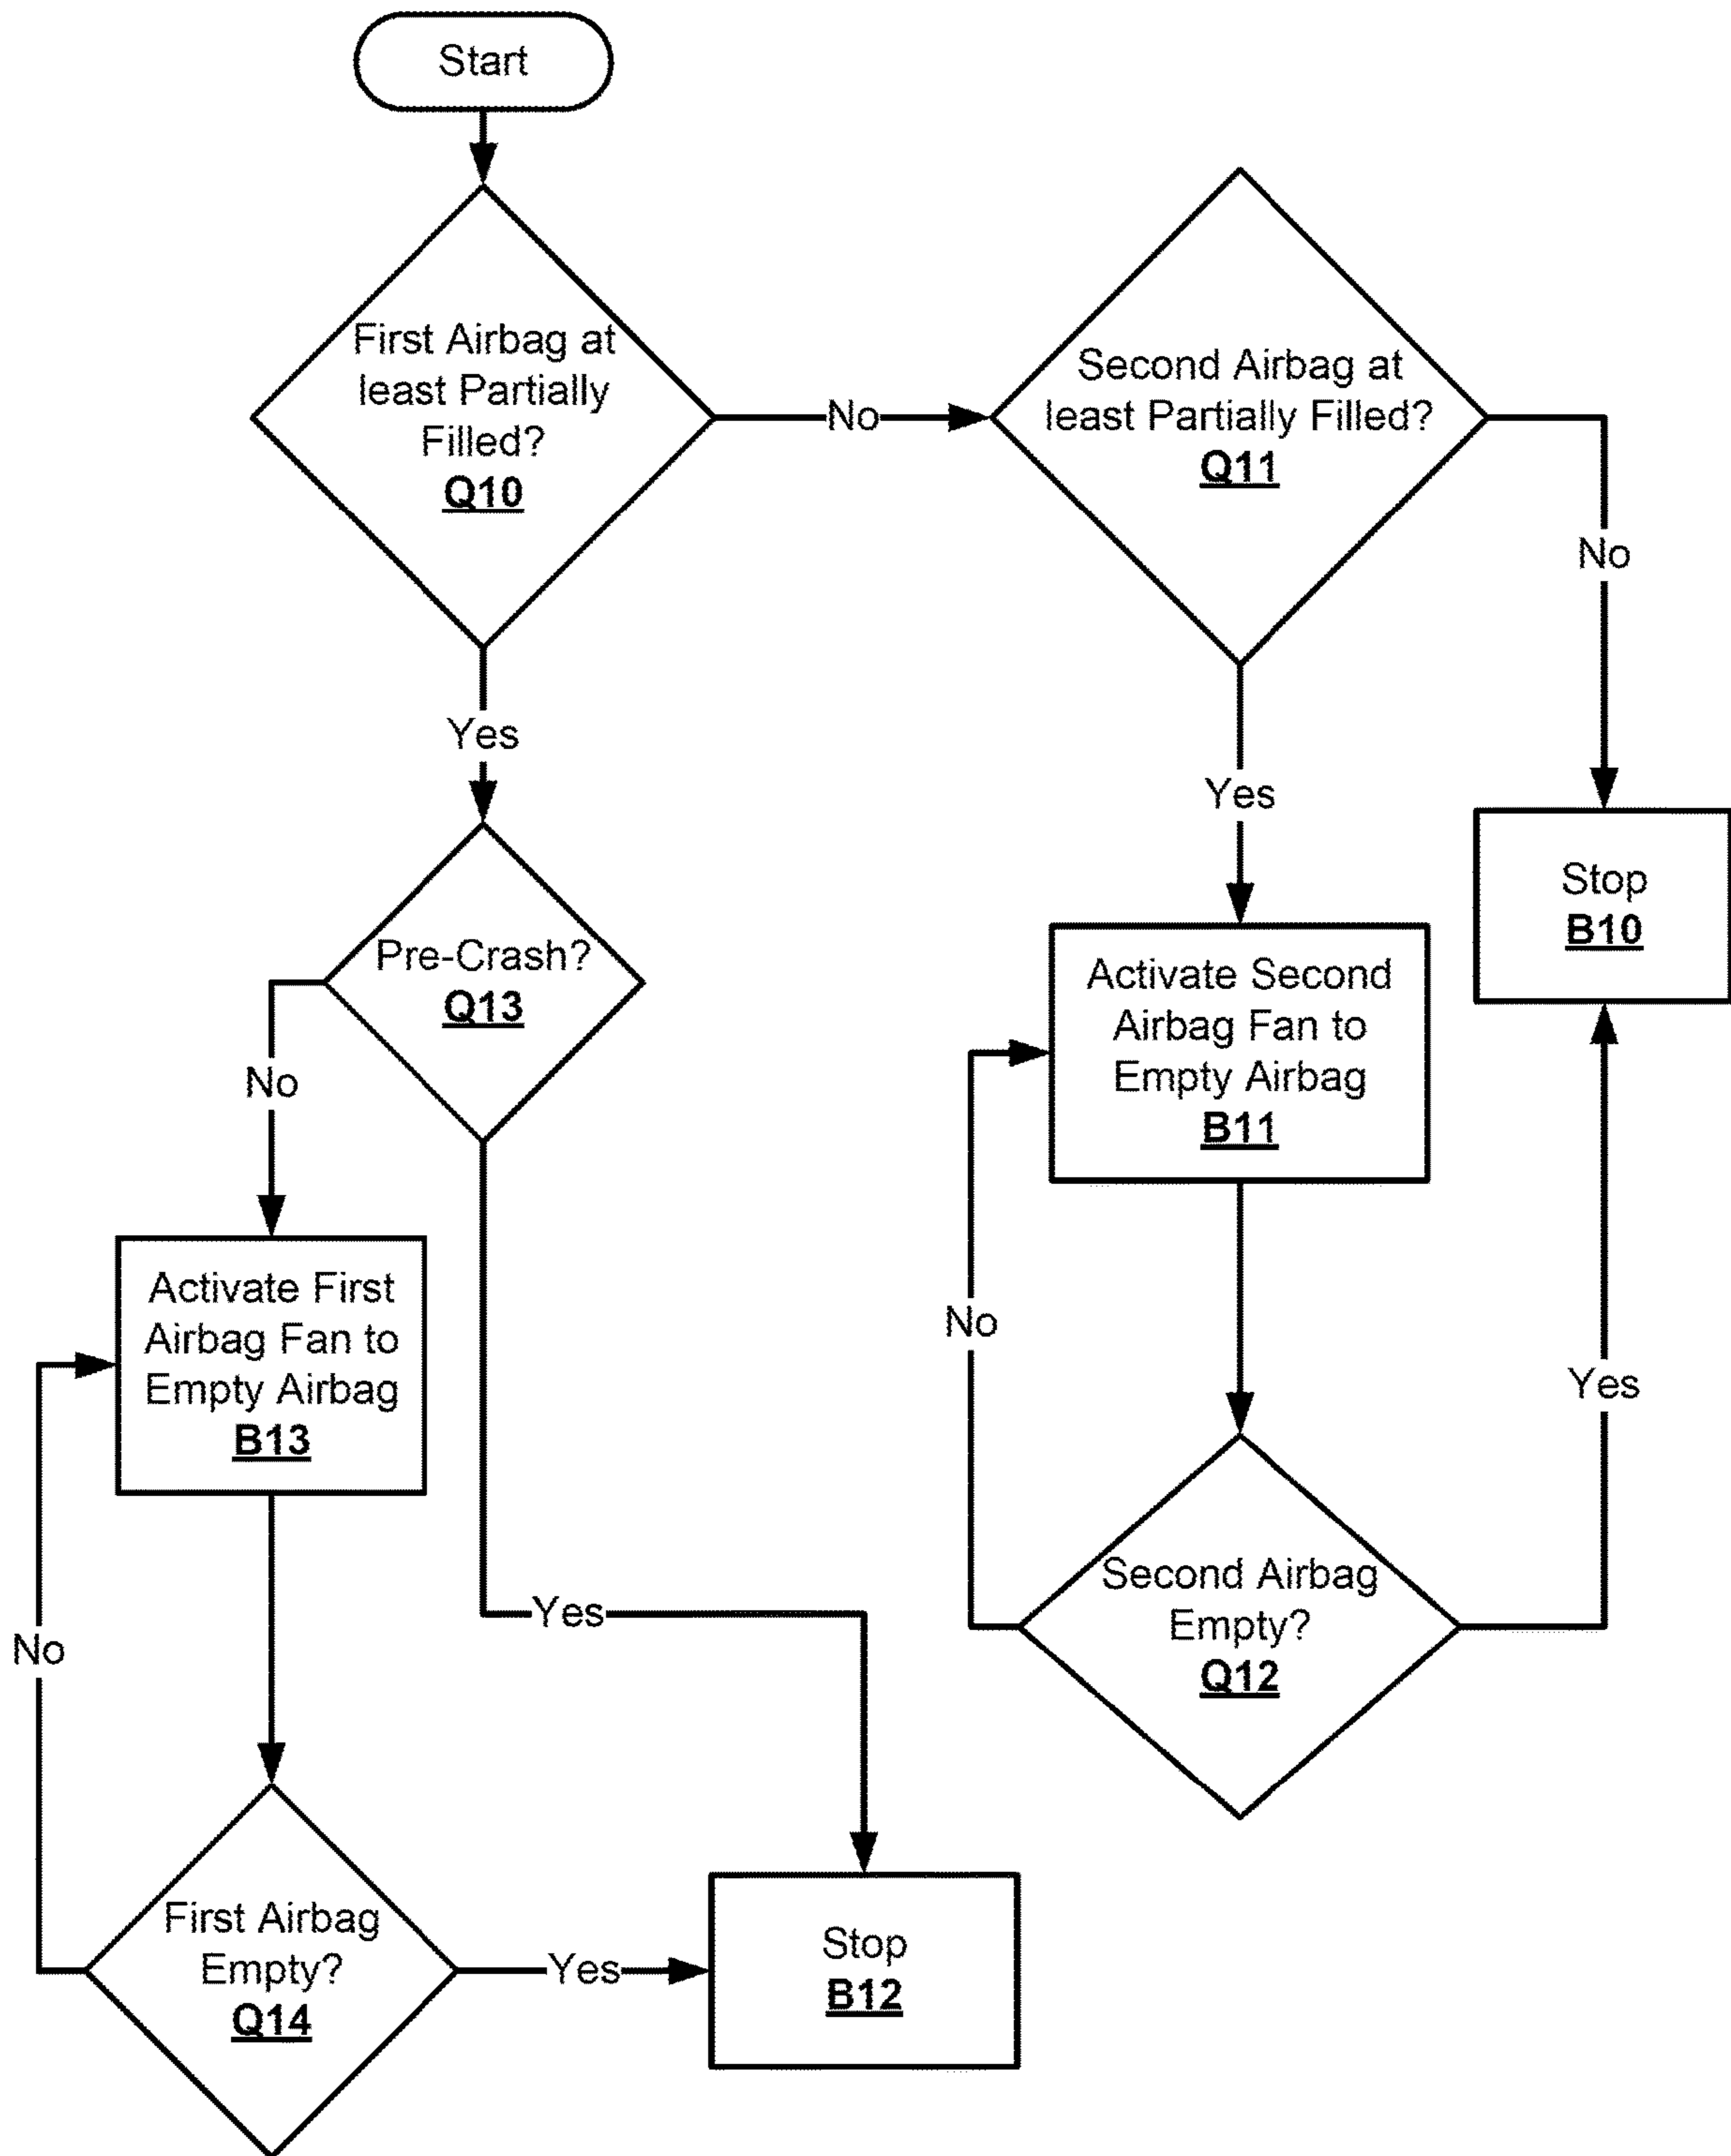 Start
First Airbag at
least Partially
Filled?
Q10
No
Second Airbag at
least Partially Filled?
Q11
No
Yes
Yes
Stop
B10
Pre-Crash?
Q13
Activate Second
Airbag Fan to
Empty Airbag
B11
No
Activate First
Airbag Fan to
Empty Airbag
B13
No
Yes
Second Airbag
Empty?
Q12
Yes
No
First Airbag
Empty?
Q14
Yes
Stop
B12